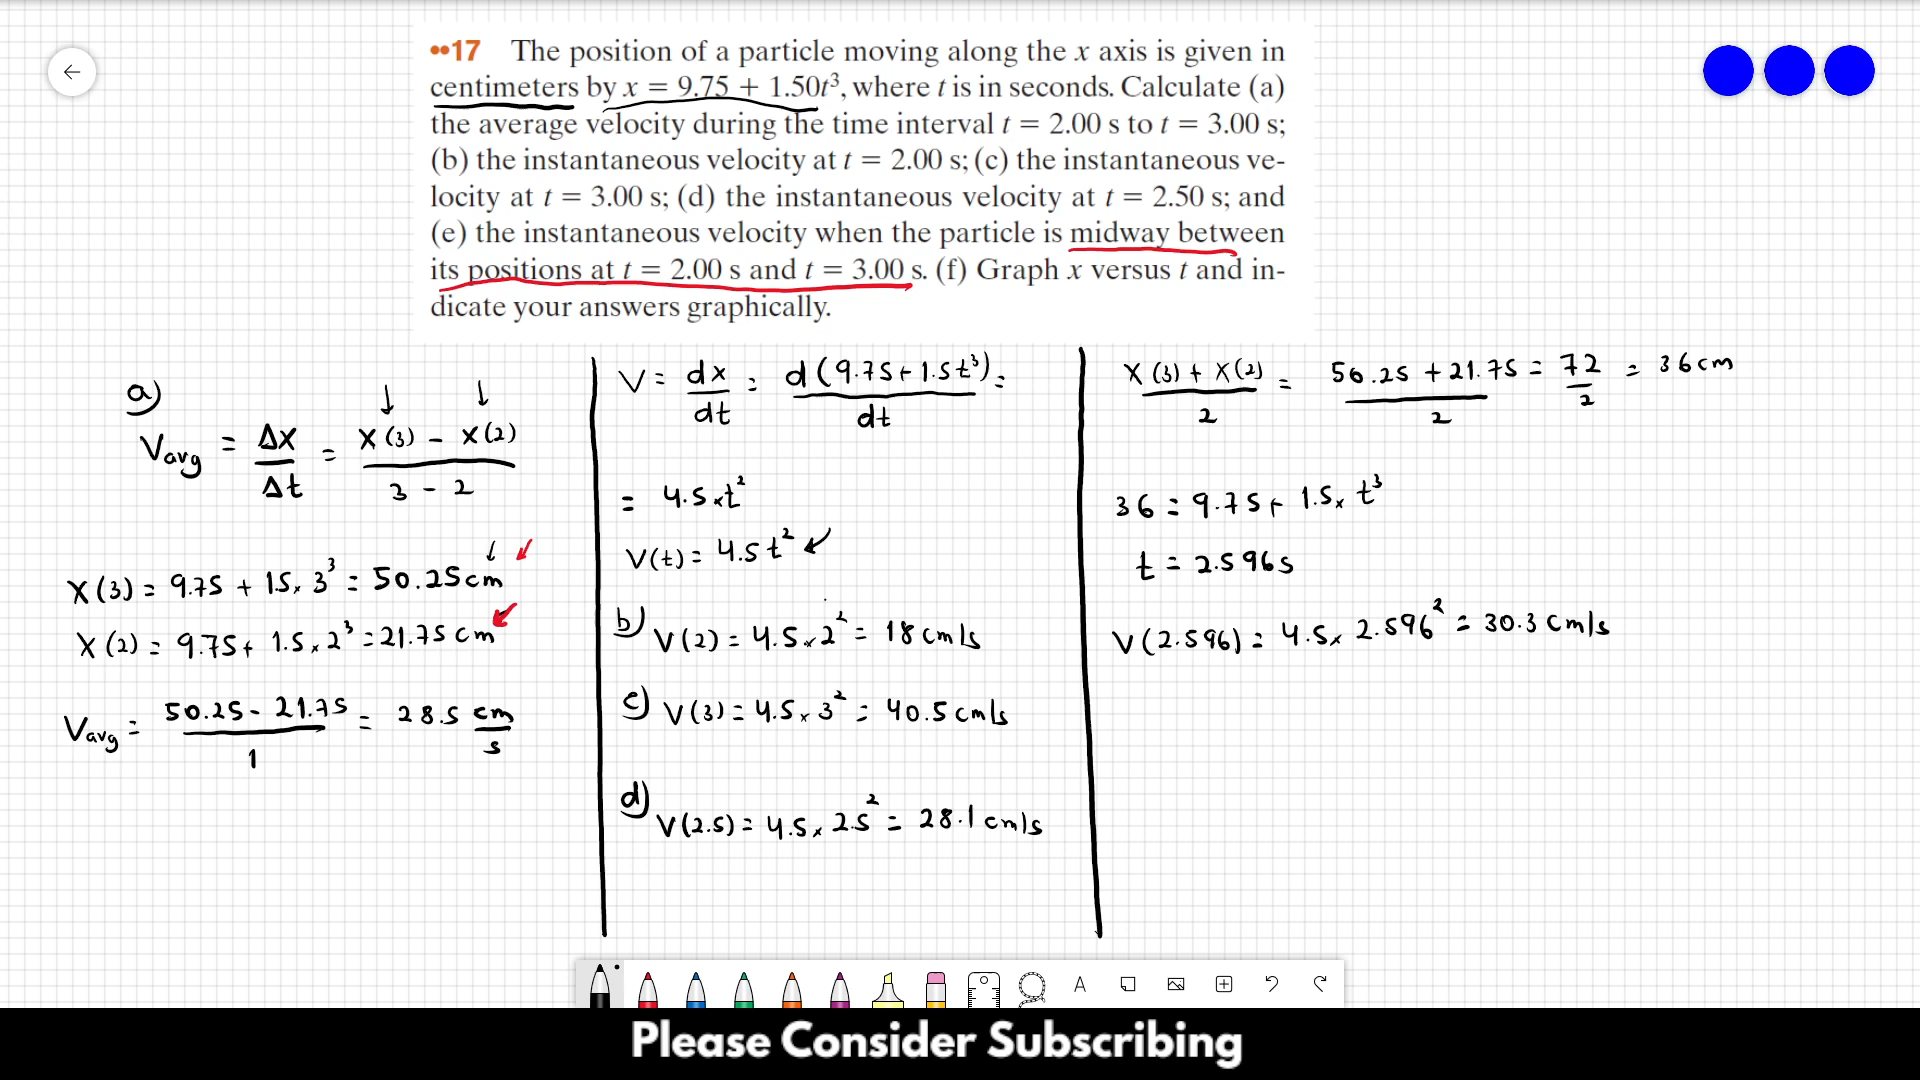 ••17 The position of a particle moving along the x axis is given in
centimeters by x = 9.75 + 1.50t³, where t is in seconds. Calculate (a)
the average velocity during the time interval t = 2.00 s to t = 3.00 s;
(b) the instantaneous velocity at t = 2.00 s; (c) the instantaneous ve-
locity at t = 3.00 s; (d) the instantaneous velocity at t = 2.50 s; and
(e) the instantaneous velocity when the particle is midway between
its positions at t = 2.00 s and t = 3.00 s. (f) Graph x versus t and in-
dicate your answers graphically.
a)
Vavg = Δx/Δt = (x(3) - x(2))/(3 - 2)
x(3) = 9.75 + 1.5 × 3³ = 50.25 cm
x(2) = 9.75 + 1.5 × 2³ = 21.75 cm
Vavg = (50.25 - 21.75)/1 = 28.5 cm/s
V = dx/dt = d(9.75 + 1.5t³)/dt =
= 4.5 × t²
V(t) = 4.5t²
b) V(2) = 4.5 × 2² = 18 cm/s
c) V(3) = 4.5 × 3² = 40.5 cm/s
d) V(2.5) = 4.5 × 2.5² = 28.1 cm/s
(x(3) + x(2))/2 = (50.25 + 21.75)/2 = 72/2 = 36 cm
36 = 9.75 + 1.5 × t³
t = 2.596 s
V(2.596) = 4.5 × 2.596² = 30.3 cm/s
A
Please Consider Subscribing